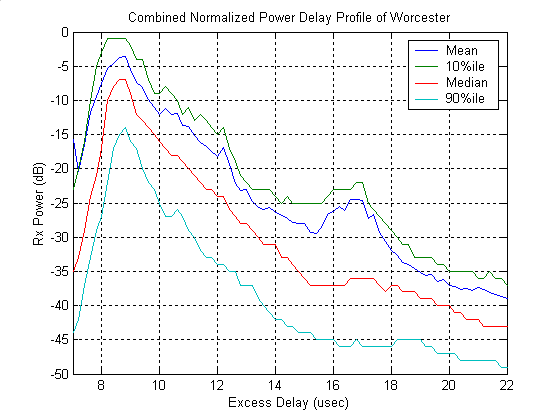 Combined Normalized Power Delay Profile of Worcester
Mean
10%ile
Median
90%ile
0
-5
-10
-15
-20
-25
-30
-35
-40
-45
-50
Rx Power (dB)
8 10 12 14 16 18 20 22
Excess Delay (usec)